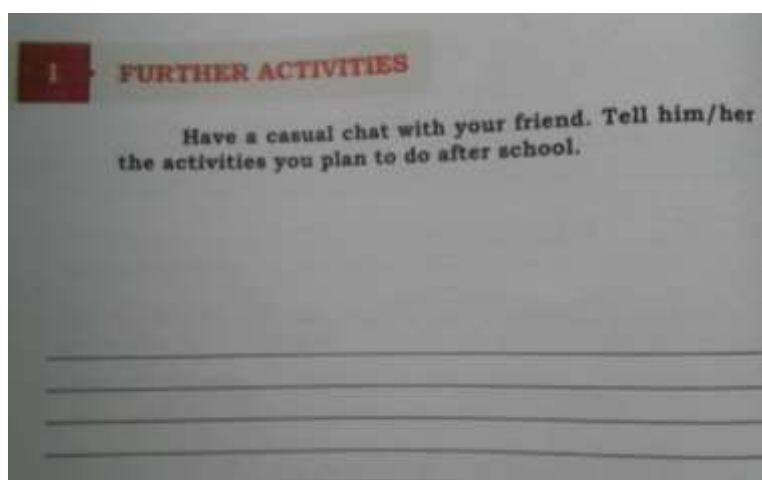 I
FURTHER ACTIVITIES
Have a casual chat with your friend. Tell him/her
the activities you plan to do after school.